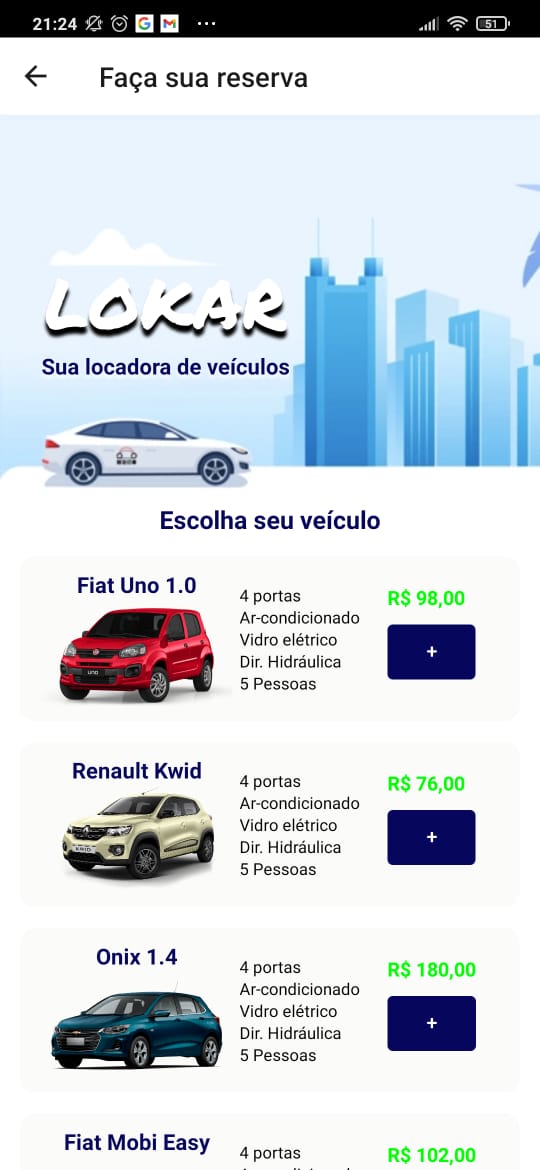 21:24
51
Faça sua reserva
LOKAR
Sua locadora de veículos
Escolha seu veículo
Fiat Uno 1.0
4 portas
Ar-condicionado
Vidro elétrico
Dir. Hidráulica
5 Pessoas
R$ 98,00
+
UNO
Renault Kwid
4 portas
Ar-condicionado
Vidro elétrico
Dir. Hidráulica
5 Pessoas
R$ 76,00
+
KWID
Onix 1.4
4 portas
Ar-condicionado
Vidro elétrico
Dir. Hidráulica
5 Pessoas
R$ 180,00
+
Fiat Mobi Easy
4 portas
R$ 102,00